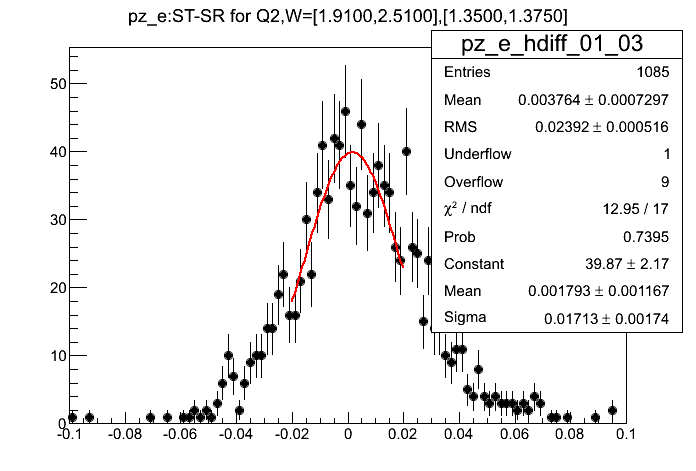 pz_e:ST-SR for Q2,W=[1.9100,2.5100],[1.3500,1.3750]
pz_e_hdiff_01_03
Entries 1085
Mean 0.003764 ± 0.0007297
RMS 0.02392 ± 0.000516
Underflow 1
Overflow 9
χ² / ndf 12.95 / 17
Prob 0.7395
Constant 39.87 ± 2.17
Mean 0.001793 ± 0.001167
Sigma 0.01713 ± 0.00174
50
40
30
20
10
0
-0.1 -0.08 -0.06 -0.04 -0.02 0 0.02 0.04 0.06 0.08 0.1